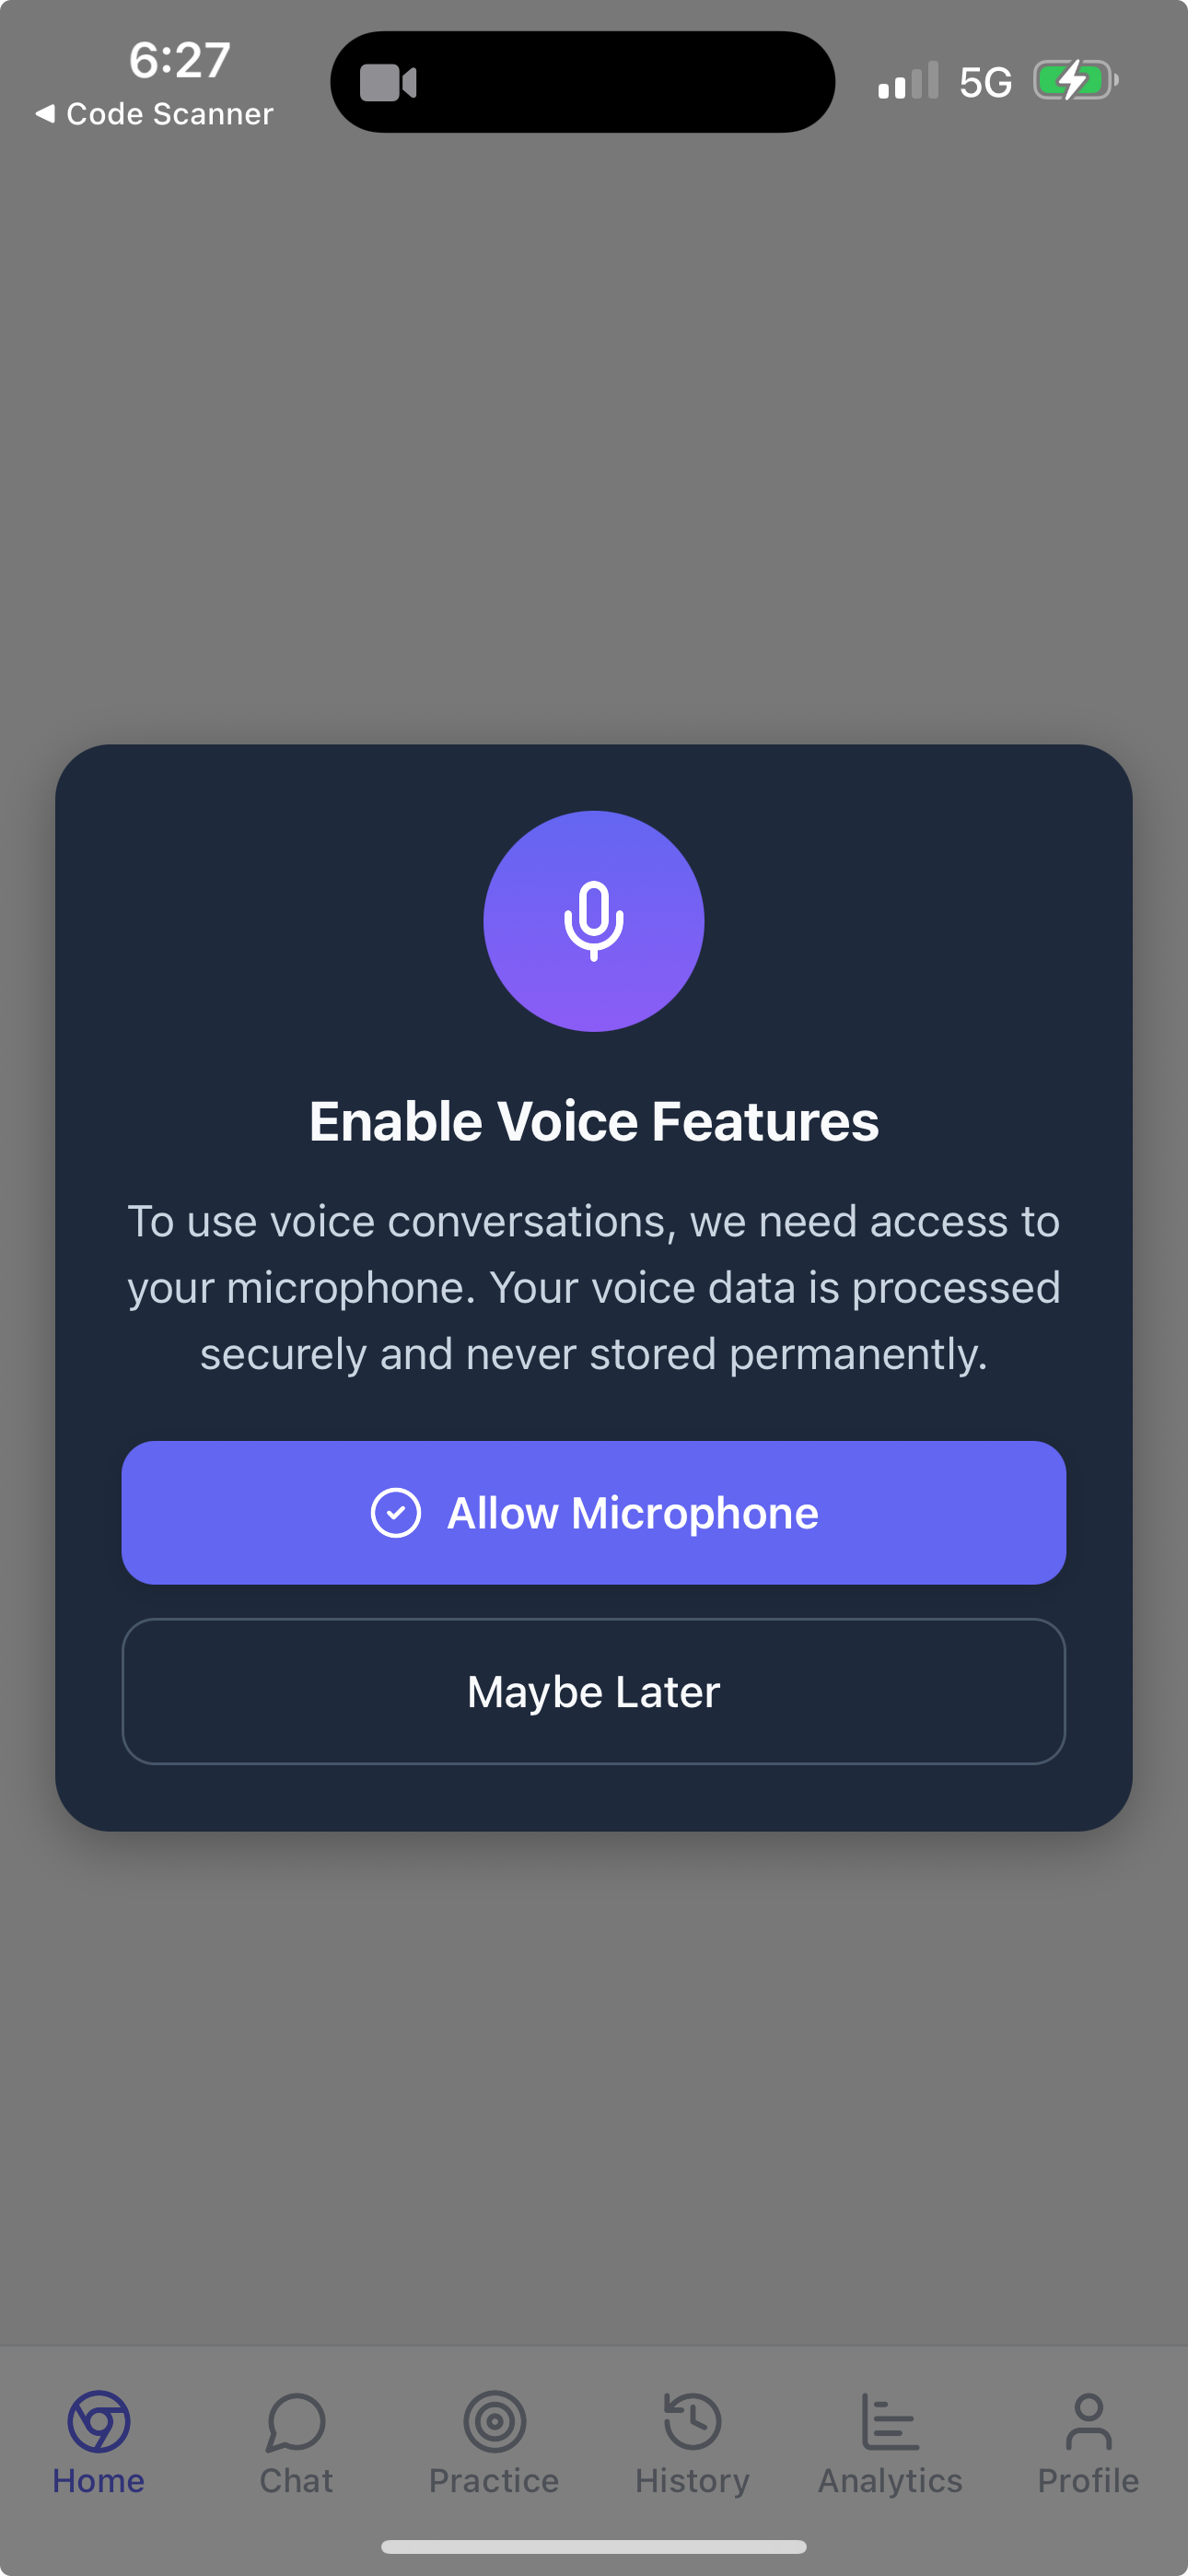 6:27
Code Scanner
5G
Enable Voice Features
To use voice conversations, we need access to
your microphone. Your voice data is processed
securely and never stored permanently.
Allow Microphone
Maybe Later
Home
Chat
Practice
History
Analytics
Profile